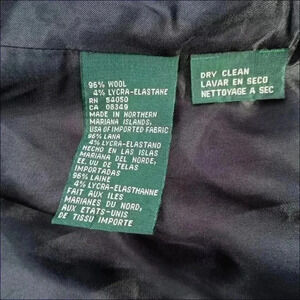 96% WOOL
4% LYCRA-ELASTANE
RN 54050
CA 08349
MADE IN NORTHERN
MARIANA ISLANDS,
USA OF IMPORTED FABRIC
96% LANA
4% LYCRA-ELASTANO
HECHO EN LAS ISLAS
MARIANA DEL NORDE,
EE. UU DE TELAS
IMPORTADAS
96% LAINE
4% LYCRA-ELASTHANNE
FAIT AUX ILES
MARIANES DU NORD,
AUX ETATS-UNIS
DE TISSU IMPORTE
DRY CLEAN
LAVAR EN SECO
NETTOYAGE A SEC